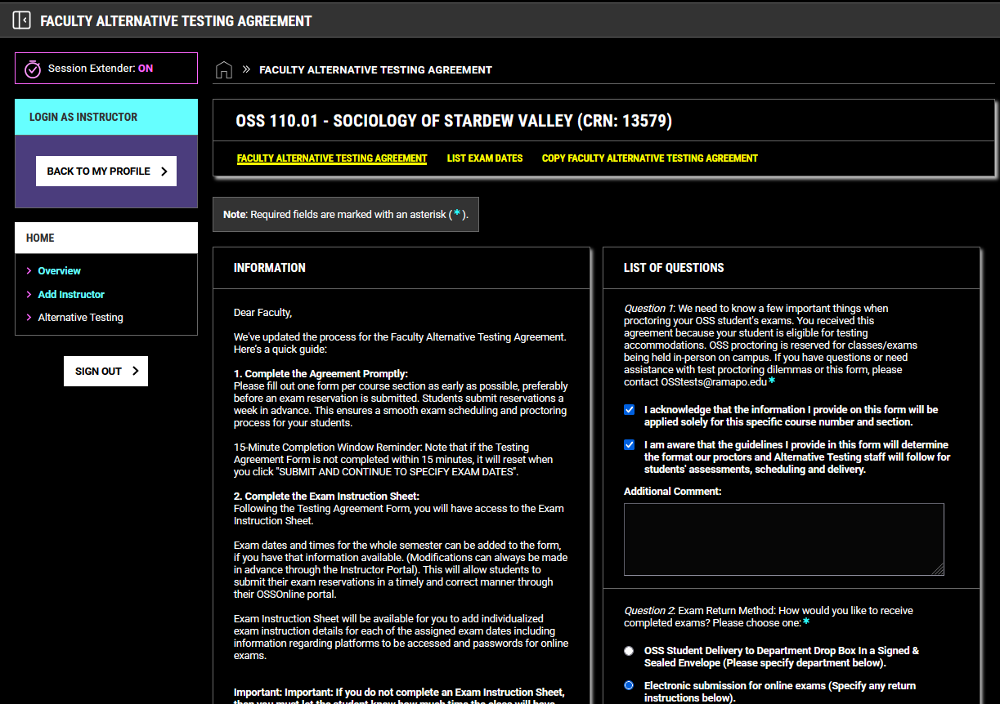 FACULTY ALTERNATIVE TESTING AGREEMENT
Session Extender: ON
LOGIN AS INSTRUCTOR
BACK TO MY PROFILE
HOME
Overview
Add Instructor
Alternative Testing
SIGN OUT
» FACULTY ALTERNATIVE TESTING AGREEMENT
OSS 110.01 - SOCIOLOGY OF STARDEW VALLEY (CRN: 13579)
FACULTY ALTERNATIVE TESTING AGREEMENT LIST EXAM DATES COPY FACULTY ALTERNATIVE TESTING AGREEMENT
Note: Required fields are marked with an asterisk (*).
INFORMATION
Dear Faculty,
We've updated the process for the Faculty Alternative Testing Agreement.
Here's a quick guide:
1. Complete the Agreement Promptly:
Please fill out one form per course section as early as possible, preferably
before an exam reservation is submitted. Students submit reservations a
week in advance. This ensures a smooth exam scheduling and proctoring
process for your students.
15-Minute Completion Window Reminder: Note that if the Testing
Agreement Form is not completed within 15 minutes, it will reset when
you click "SUBMIT AND CONTINUE TO SPECIFY EXAM DATES".
2. Complete the Exam Instruction Sheet:
Following the Testing Agreement Form, you will have access to the Exam
Instruction Sheet.
Exam dates and times for the whole semester can be added to the form,
if you have that information available. (Modifications can always be made
in advance through the Instructor Portal). This will allow students to
submit their exam reservations in a timely and correct manner through
their OSSOnline portal.
Exam Instruction Sheet will be available for you to add individualized
exam instruction details for each of the assigned exam dates including
information regarding platforms to be accessed and passwords for online
exams.
Important: Important: If you do not complete an Exam Instruction Sheet,
then you must let the student know how much time the class will have
LIST OF QUESTIONS
Question 1: We need to know a few important things when
proctoring your OSS student's exams. You received this
agreement because your student is eligible for testing
accommodations. OSS proctoring is reserved for classes/exams
being held in-person on campus. If you have questions or need
assistance with test proctoring dilemmas or this form, please
contact OSStests@ramapo.edu *
I acknowledge that the information I provide on this form will be
applied solely for this specific course number and section.
I am aware that the guidelines I provide in this form will determine
the format our proctors and Alternative Testing staff will follow for
students' assessments, scheduling and delivery.
Additional Comment:
Question 2: Exam Return Method: How would you like to receive
completed exams? Please choose one: *
OSS Student Delivery to Department Drop Box In a Signed &
Sealed Envelope (Please specify department below).
Electronic submission for online exams (Specify any return
instructions below).